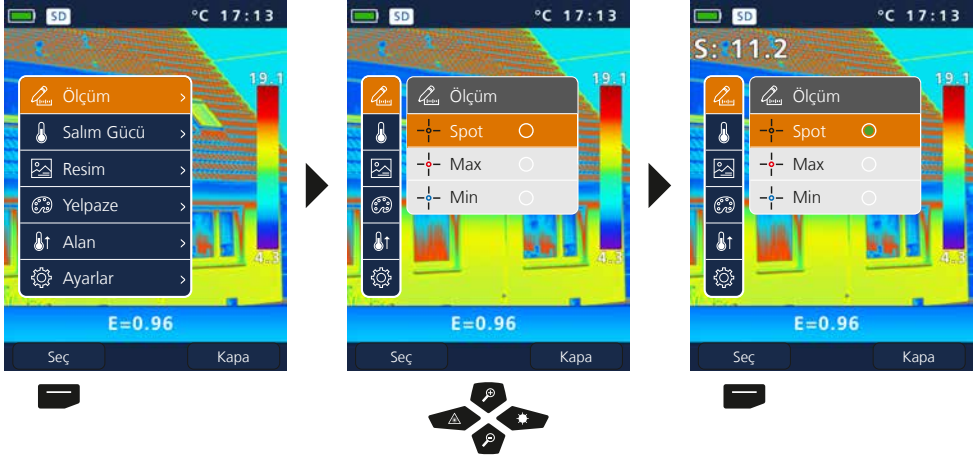 SD °C 17:13
19.1
Ölçüm
Salım Gücü
Resim
Yelpaze
Alan
Ayarlar
4.3
E=0.96
Seç Kapa
SD °C 17:13
19.1
Ölçüm
Spot
Max
Min
4.3
E=0.96
Seç Kapa
SD °C 17:13
S: 11.2
19.1
Ölçüm
Spot
Max
Min
4.3
E=0.96
Seç Kapa